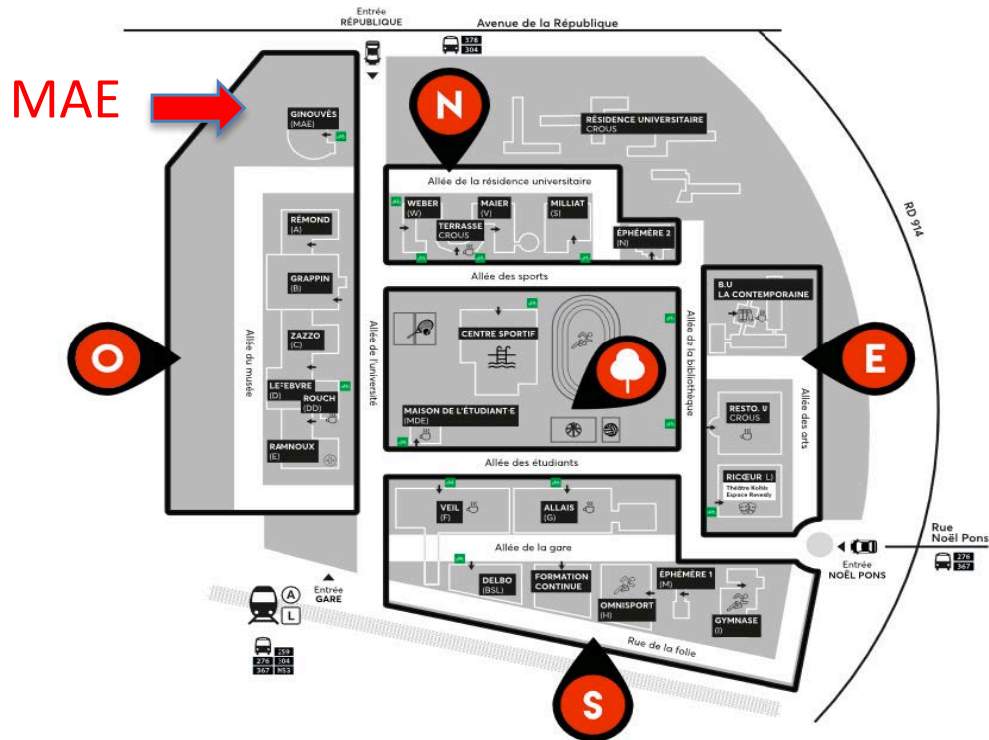 Entrée
RÉPUBLIQUE
Avenue de la République
378
304
MAE
GINOUVÈS
(MAE)
N
RÉSIDENCE UNIVERSITAIRE
CROUS
Allée de la résidence universitaire
WEBER
(W)
MAIER
(V)
MILLIAT
(S)
TERRASSE
CROUS
ÉPHÉMÈRE 2
(N)
RD 914
RÉMOND
(A)
GRAPPIN
(B)
ZAZZO
(C)
LEFEBVRE
(D)
ROUCH
(DD)
RAMNOUX
(E)
O
Allée du musée
Allée de l'université
Allée des sports
CENTRE SPORTIF
MAISON DE L'ÉTUDIANT·E
(MDE)
Allée de la bibliothèque
B.U
LA CONTEMPORAINE
E
RESTO. U
CROUS
Allée des arts
RICŒUR L)
Théâtre Koltès
Espace Reverdy
Allée des étudiants
VEIL
(F)
ALLAIS
(G)
Allée de la gare
DELBO
(BSL)
FORMATION
CONTINUE
OMNISPORT
(H)
ÉPHÉMÈRE 1
(M)
GYMNASE
(I)
Rue de la folie
S
Rue
Noël Pons
276
367
Entrée
NOËL PONS
Entrée
GARE
A
L
259
276 304
367 N53